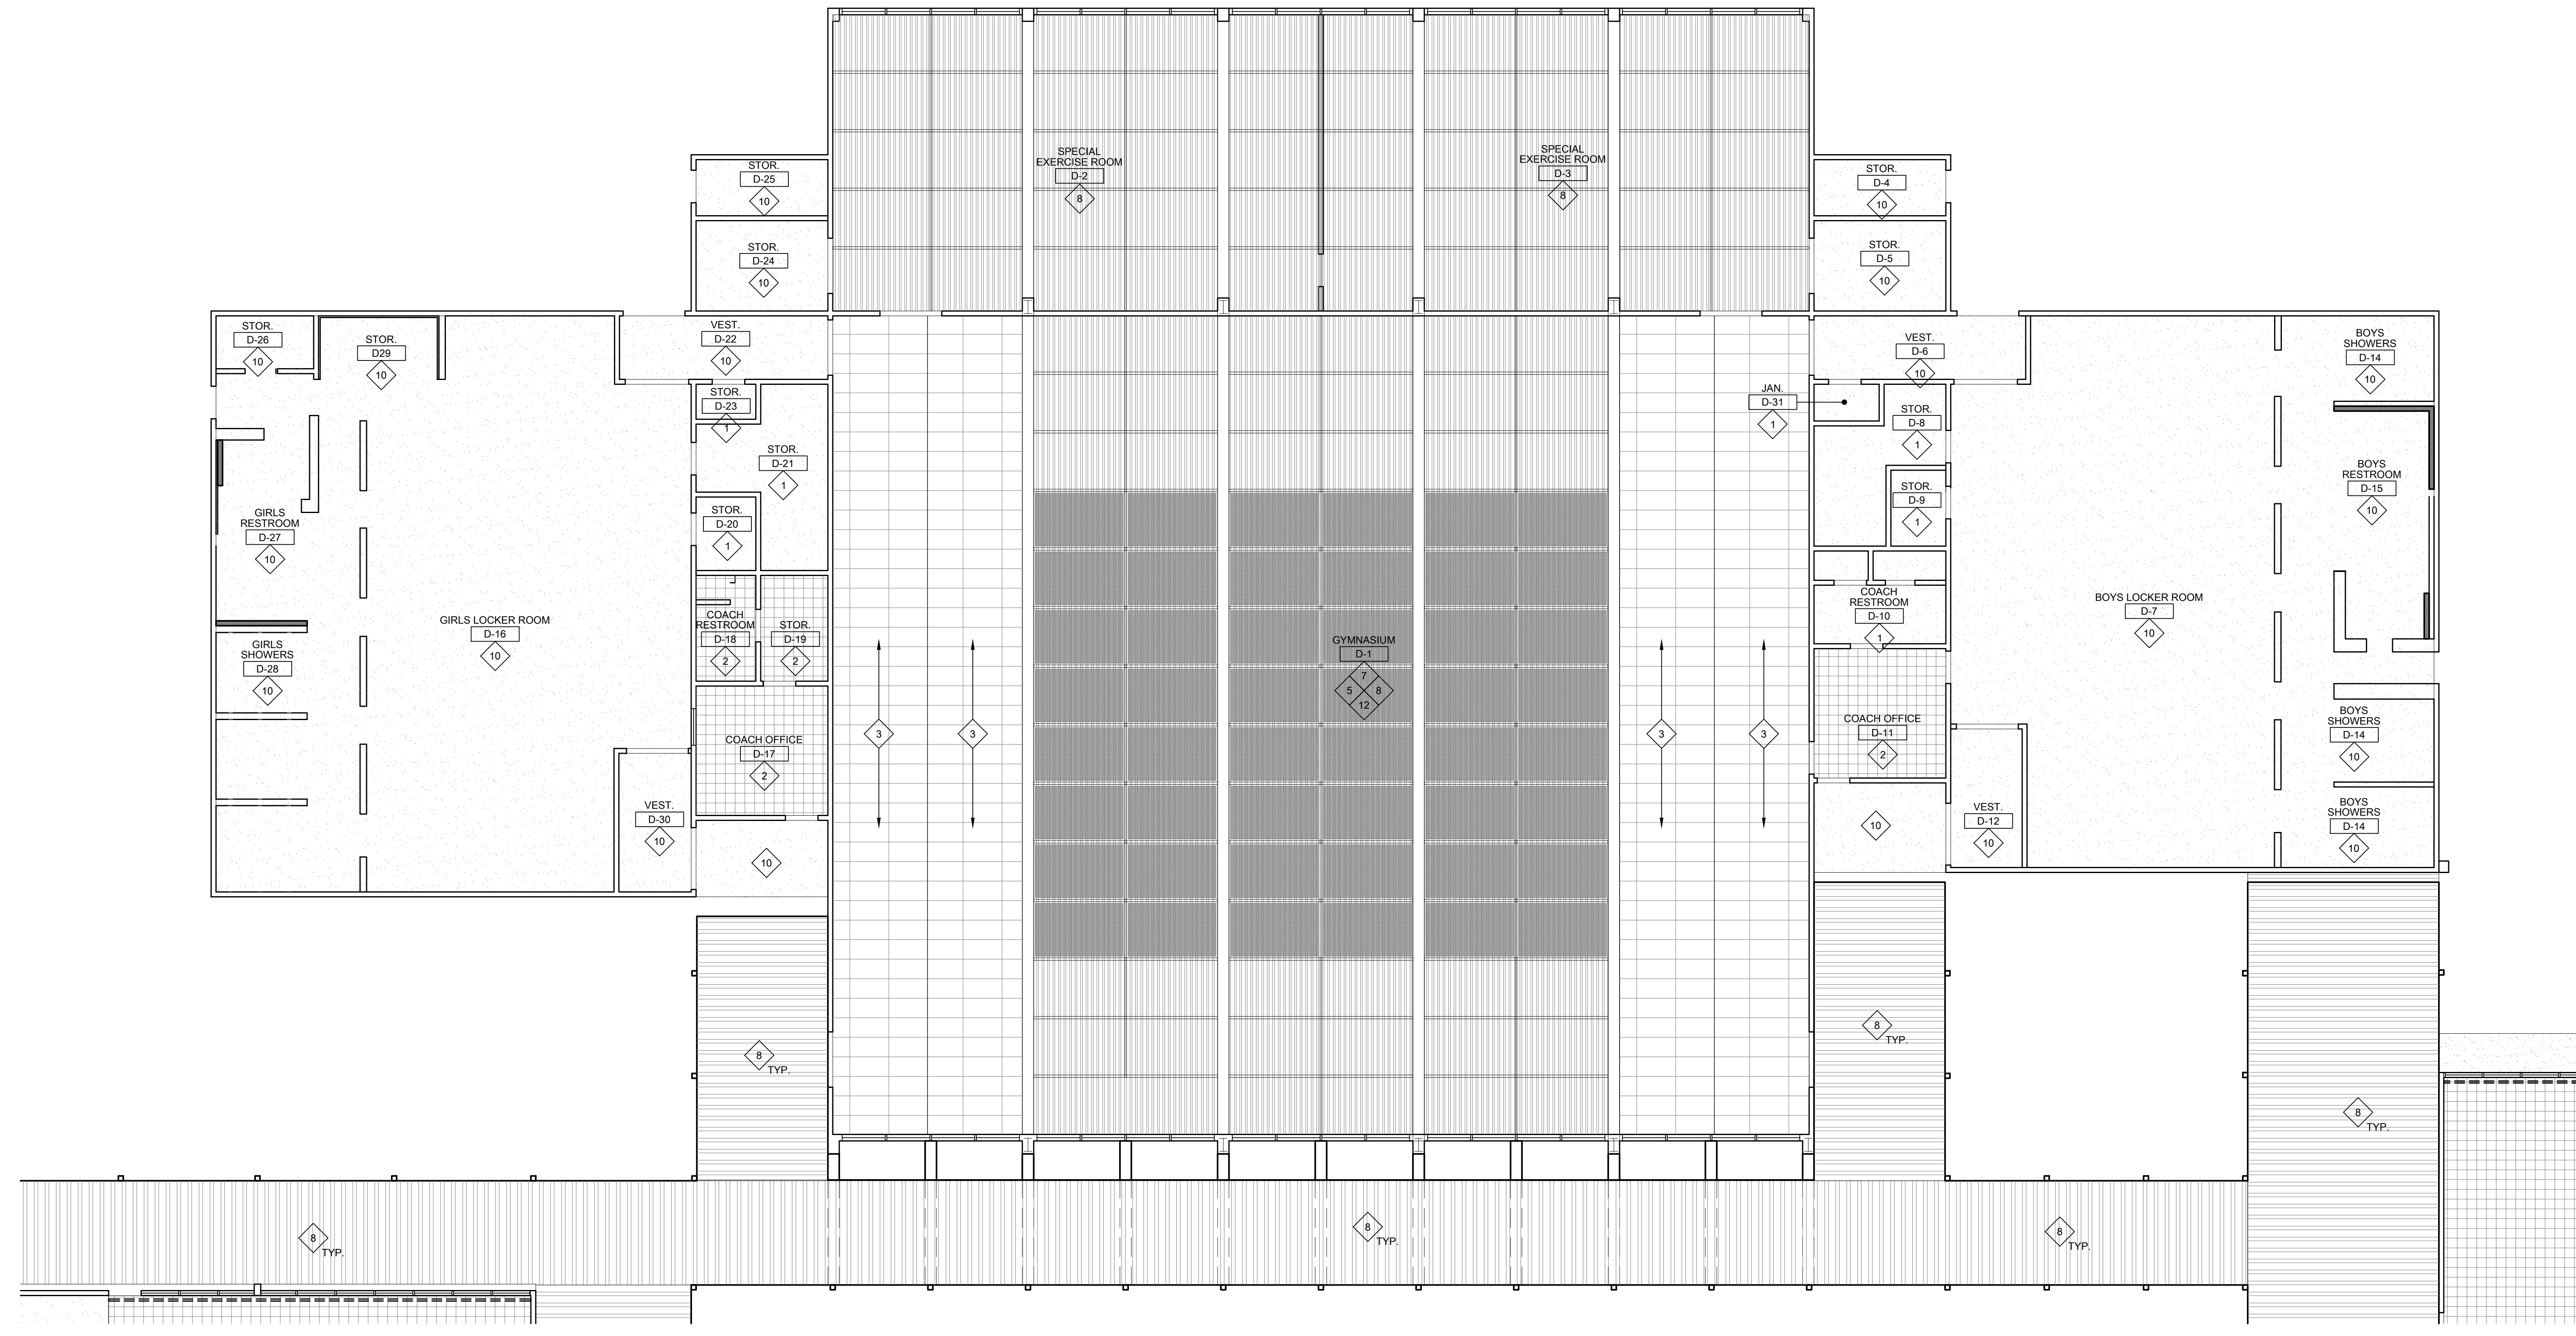 SPECIAL
EXERCISE ROOM
D-2
8
SPECIAL
EXERCISE ROOM
D-3
8
STOR.
D-25
10
STOR.
D-24
10
STOR.
D-4
10
STOR.
D-5
10
STOR.
D-26
10
STOR.
D29
10
VEST.
D-22
10
VEST.
D-6
10
BOYS
SHOWERS
D-14
10
STOR.
D-23
1
STOR.
D-21
1
JAN.
D-31
1
STOR.
D-8
1
STOR.
D-9
1
BOYS
RESTROOM
D-15
10
GIRLS
RESTROOM
D-27
10
STOR.
D-20
1
GIRLS LOCKER ROOM
D-16
10
COACH
RESTROOM
D-18
2
STOR.
D-19
2
GYMNASIUM
D-1
7
5
8
12
COACH
RESTROOM
D-10
1
BOYS LOCKER ROOM
D-7
10
GIRLS
SHOWERS
D-28
10
COACH OFFICE
D-17
2
3
3
3
3
COACH OFFICE
D-11
2
BOYS
SHOWERS
D-14
10
VEST.
D-30
10
10
10
VEST.
D-12
10
BOYS
SHOWERS
D-14
10
8
TYP.
8
TYP.
8
TYP.
8
TYP.
8
TYP.
8
TYP.